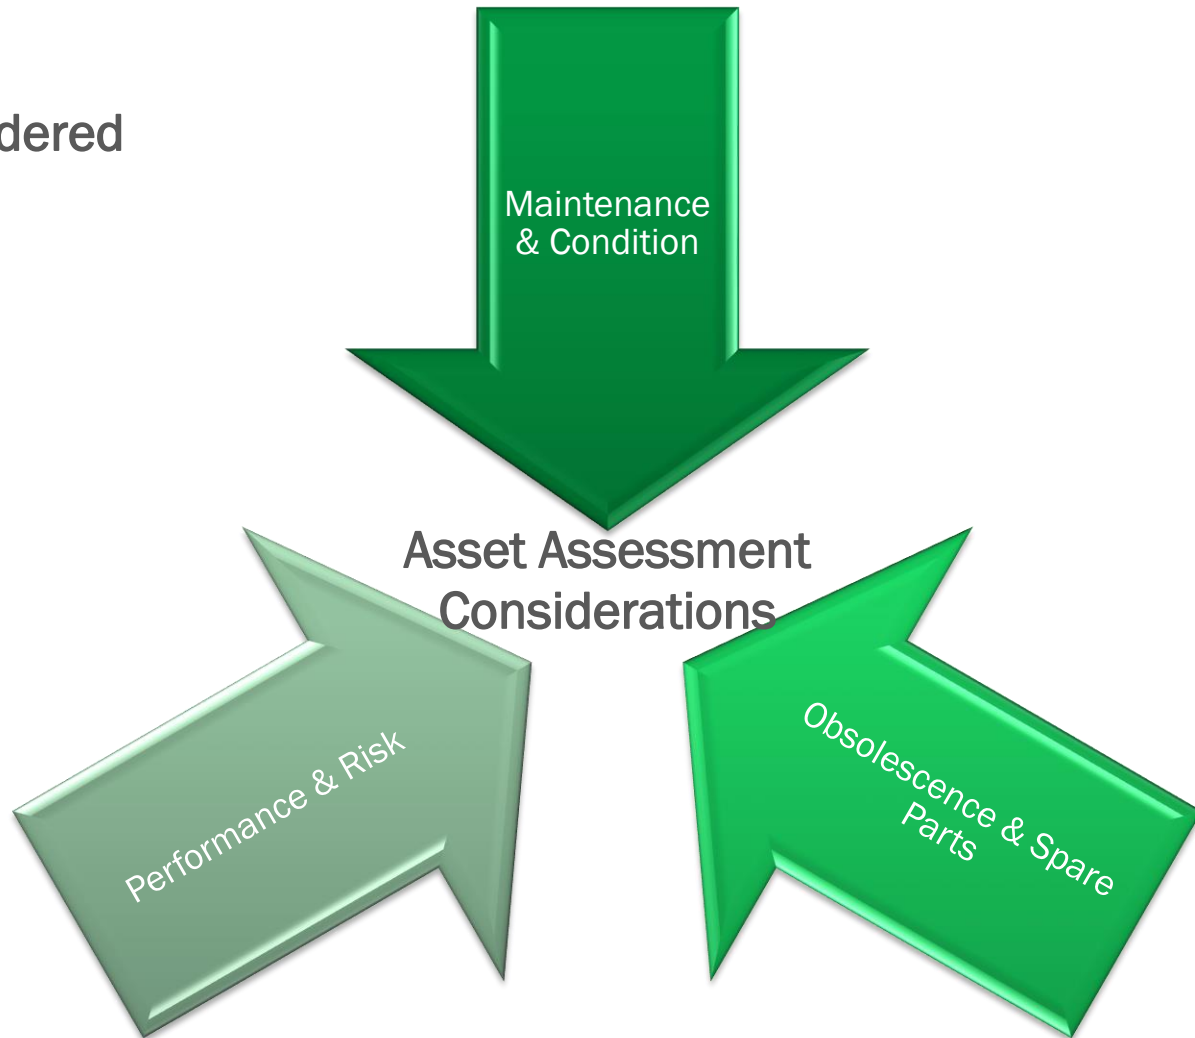 dered
Maintenance
& Condition
Asset Assessment
Considerations
Performance & Risk
Obsolescence & Spare
Parts